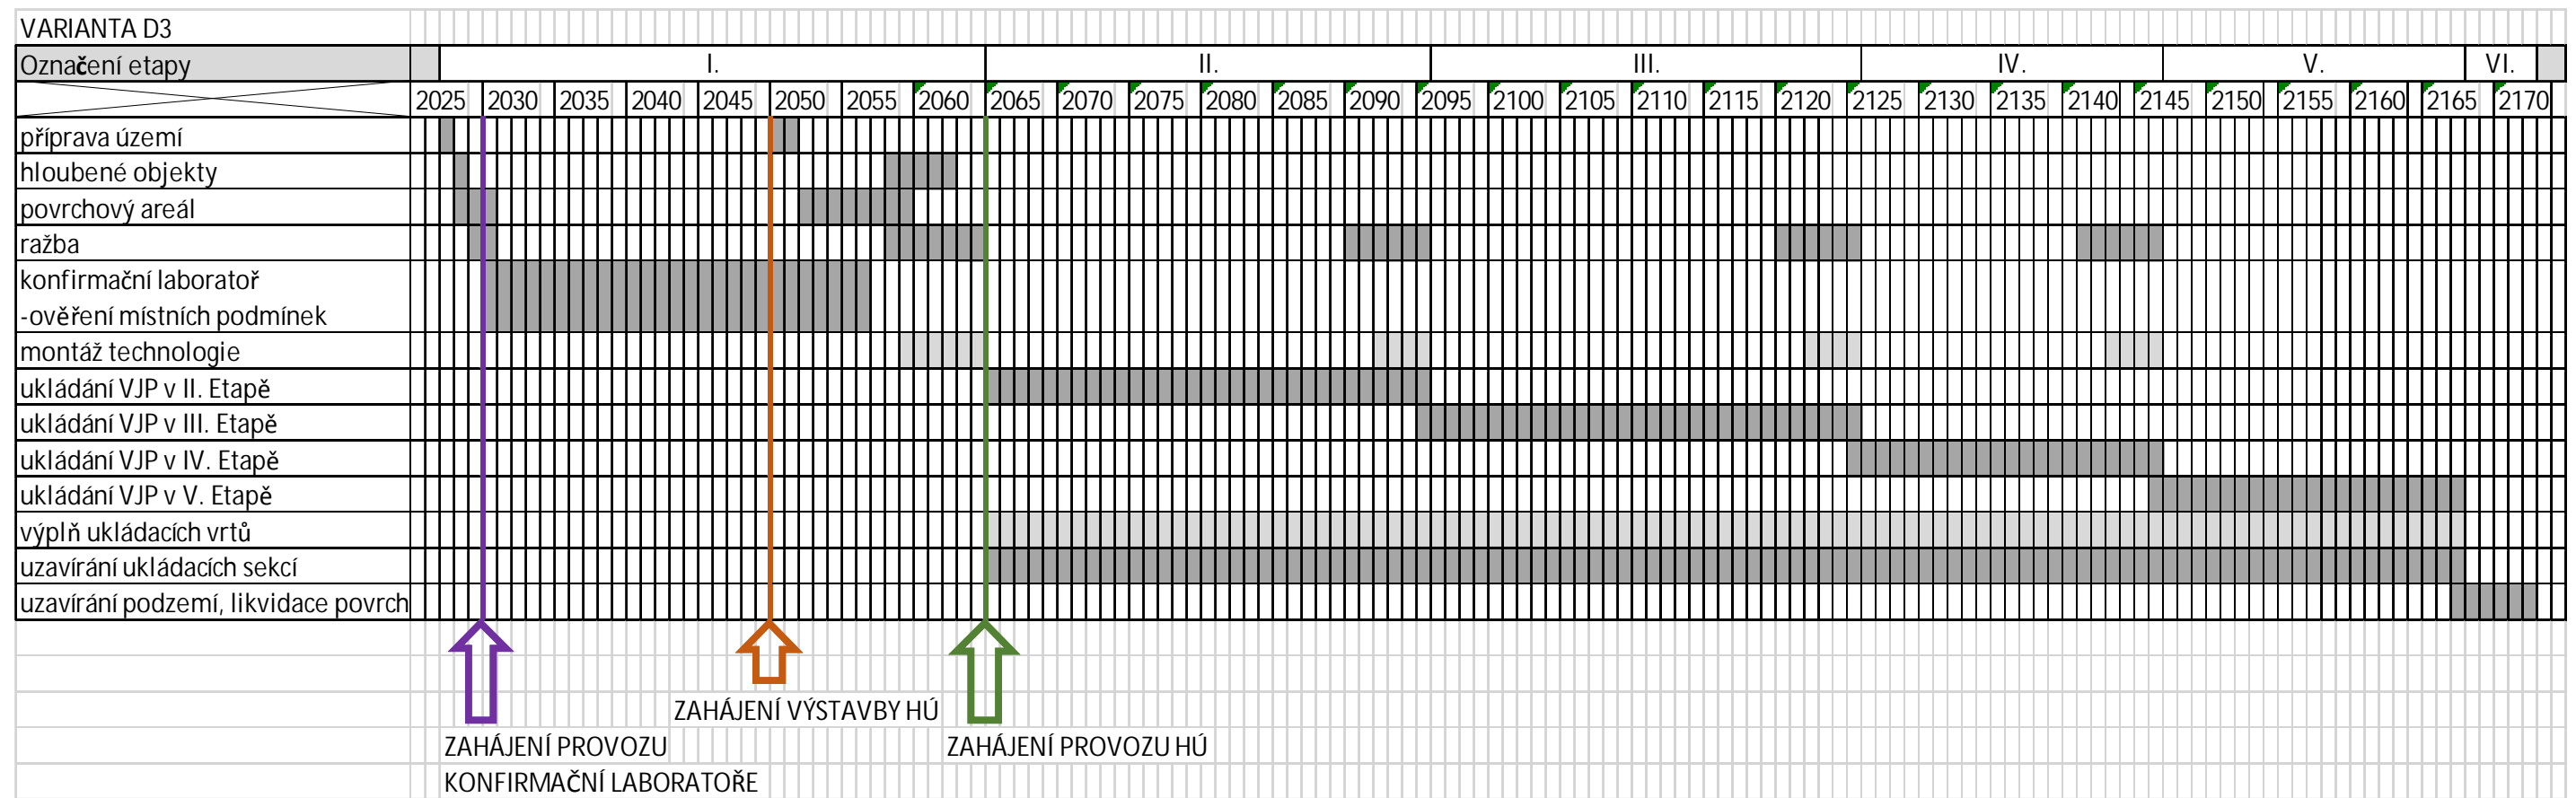 VARIANTA D3
Označení etapy I. II. III. IV. V. VI.
2025 2030 2035 2040 2045 2050 2055 2060 2065 2070 2075 2080 2085 2090 2095 2100 2105 2110 2115 2120 2125 2130 2135 2140 2145 2150 2155 2160 2165 2170
příprava území
hloubené objekty
povrchový areál
ražba
konfirmační laboratoř
-ověření místních podmínek
montáž technologie
ukládání VJP v II. Etapě
ukládání VJP v III. Etapě
ukládání VJP v IV. Etapě
ukládání VJP v V. Etapě
výplň ukládacích vrtů
uzavírání ukládacích sekcí
uzavírání podzemí, likvidace povrch
ZAHÁJENÍ VÝSTAVBY HÚ
ZAHÁJENÍ PROVOZU ZAHÁJENÍ PROVOZU HÚ
KONFIRMAČNÍ LABORATOŘE